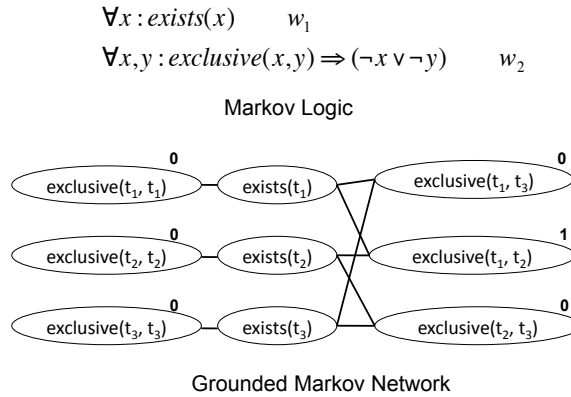 ∀x : exists(x) w₁
∀x, y : exclusive(x, y) ⇒ (¬x ∨ ¬y) w₂
Markov Logic
0 0
exclusive(t₁, t₁) exists(t₁) exclusive(t₁, t₃)
0 1
exclusive(t₂, t₂) exists(t₂) exclusive(t₁, t₂)
0 0
exclusive(t₃, t₃) exists(t₃) exclusive(t₂, t₃)
Grounded Markov Network